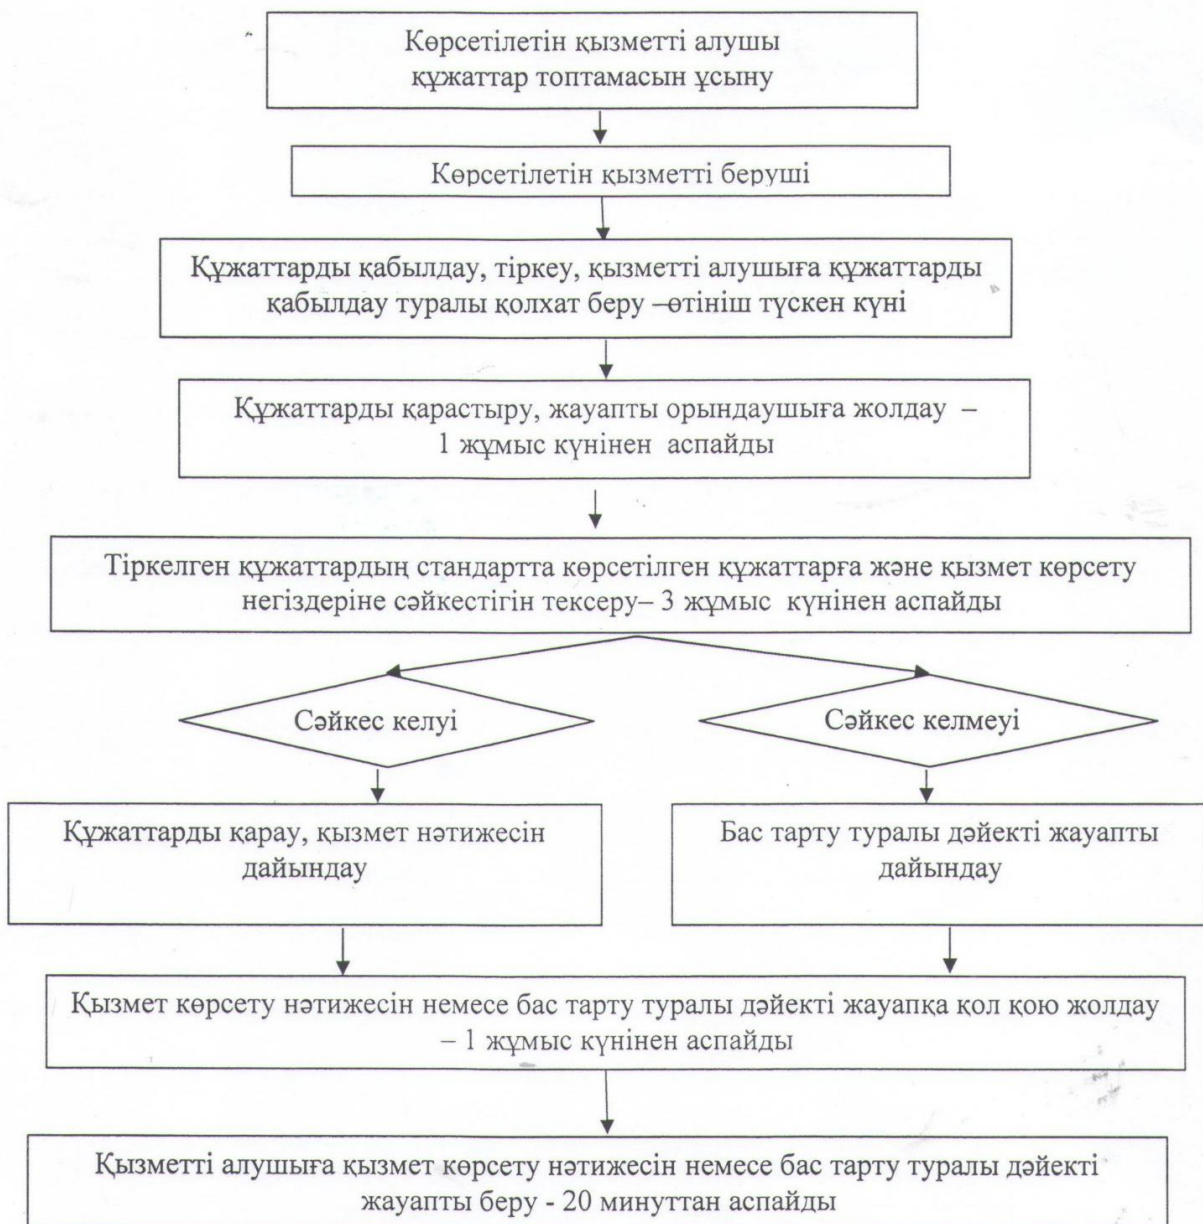 Көрсетілетін қызметті алушы
құжаттар топтамасын ұсыну
Көрсетілетін қызметті беруші
Құжаттарды қабылдау, тіркеу, қызметті алушыға құжаттарды
қабылдау туралы қолхат беру –өтініш түскен күні
Құжаттарды қарастыру, жауапты орындаушыға жолдау –
1 жұмыс күнінен аспайды
Тіркелген құжаттардың стандартта көрсетілген құжаттарға және қызмет көрсету
негіздеріне сәйкестігін тексеру– 3 жұмыс күнінен аспайды
Сәйкес келуі
Сәйкес келмеуі
Құжаттарды қарау, қызмет нәтижесін
дайындау
Бас тарту туралы дәйекті жауапты
дайындау
Қызмет көрсету нәтижесін немесе бас тарту туралы дәйекті жауапқа қол қою жолдау
– 1 жұмыс күнінен аспайды
Қызметті алушыға қызмет көрсету нәтижесін немесе бас тарту туралы дәйекті
жауапты беру - 20 минуттан аспайды